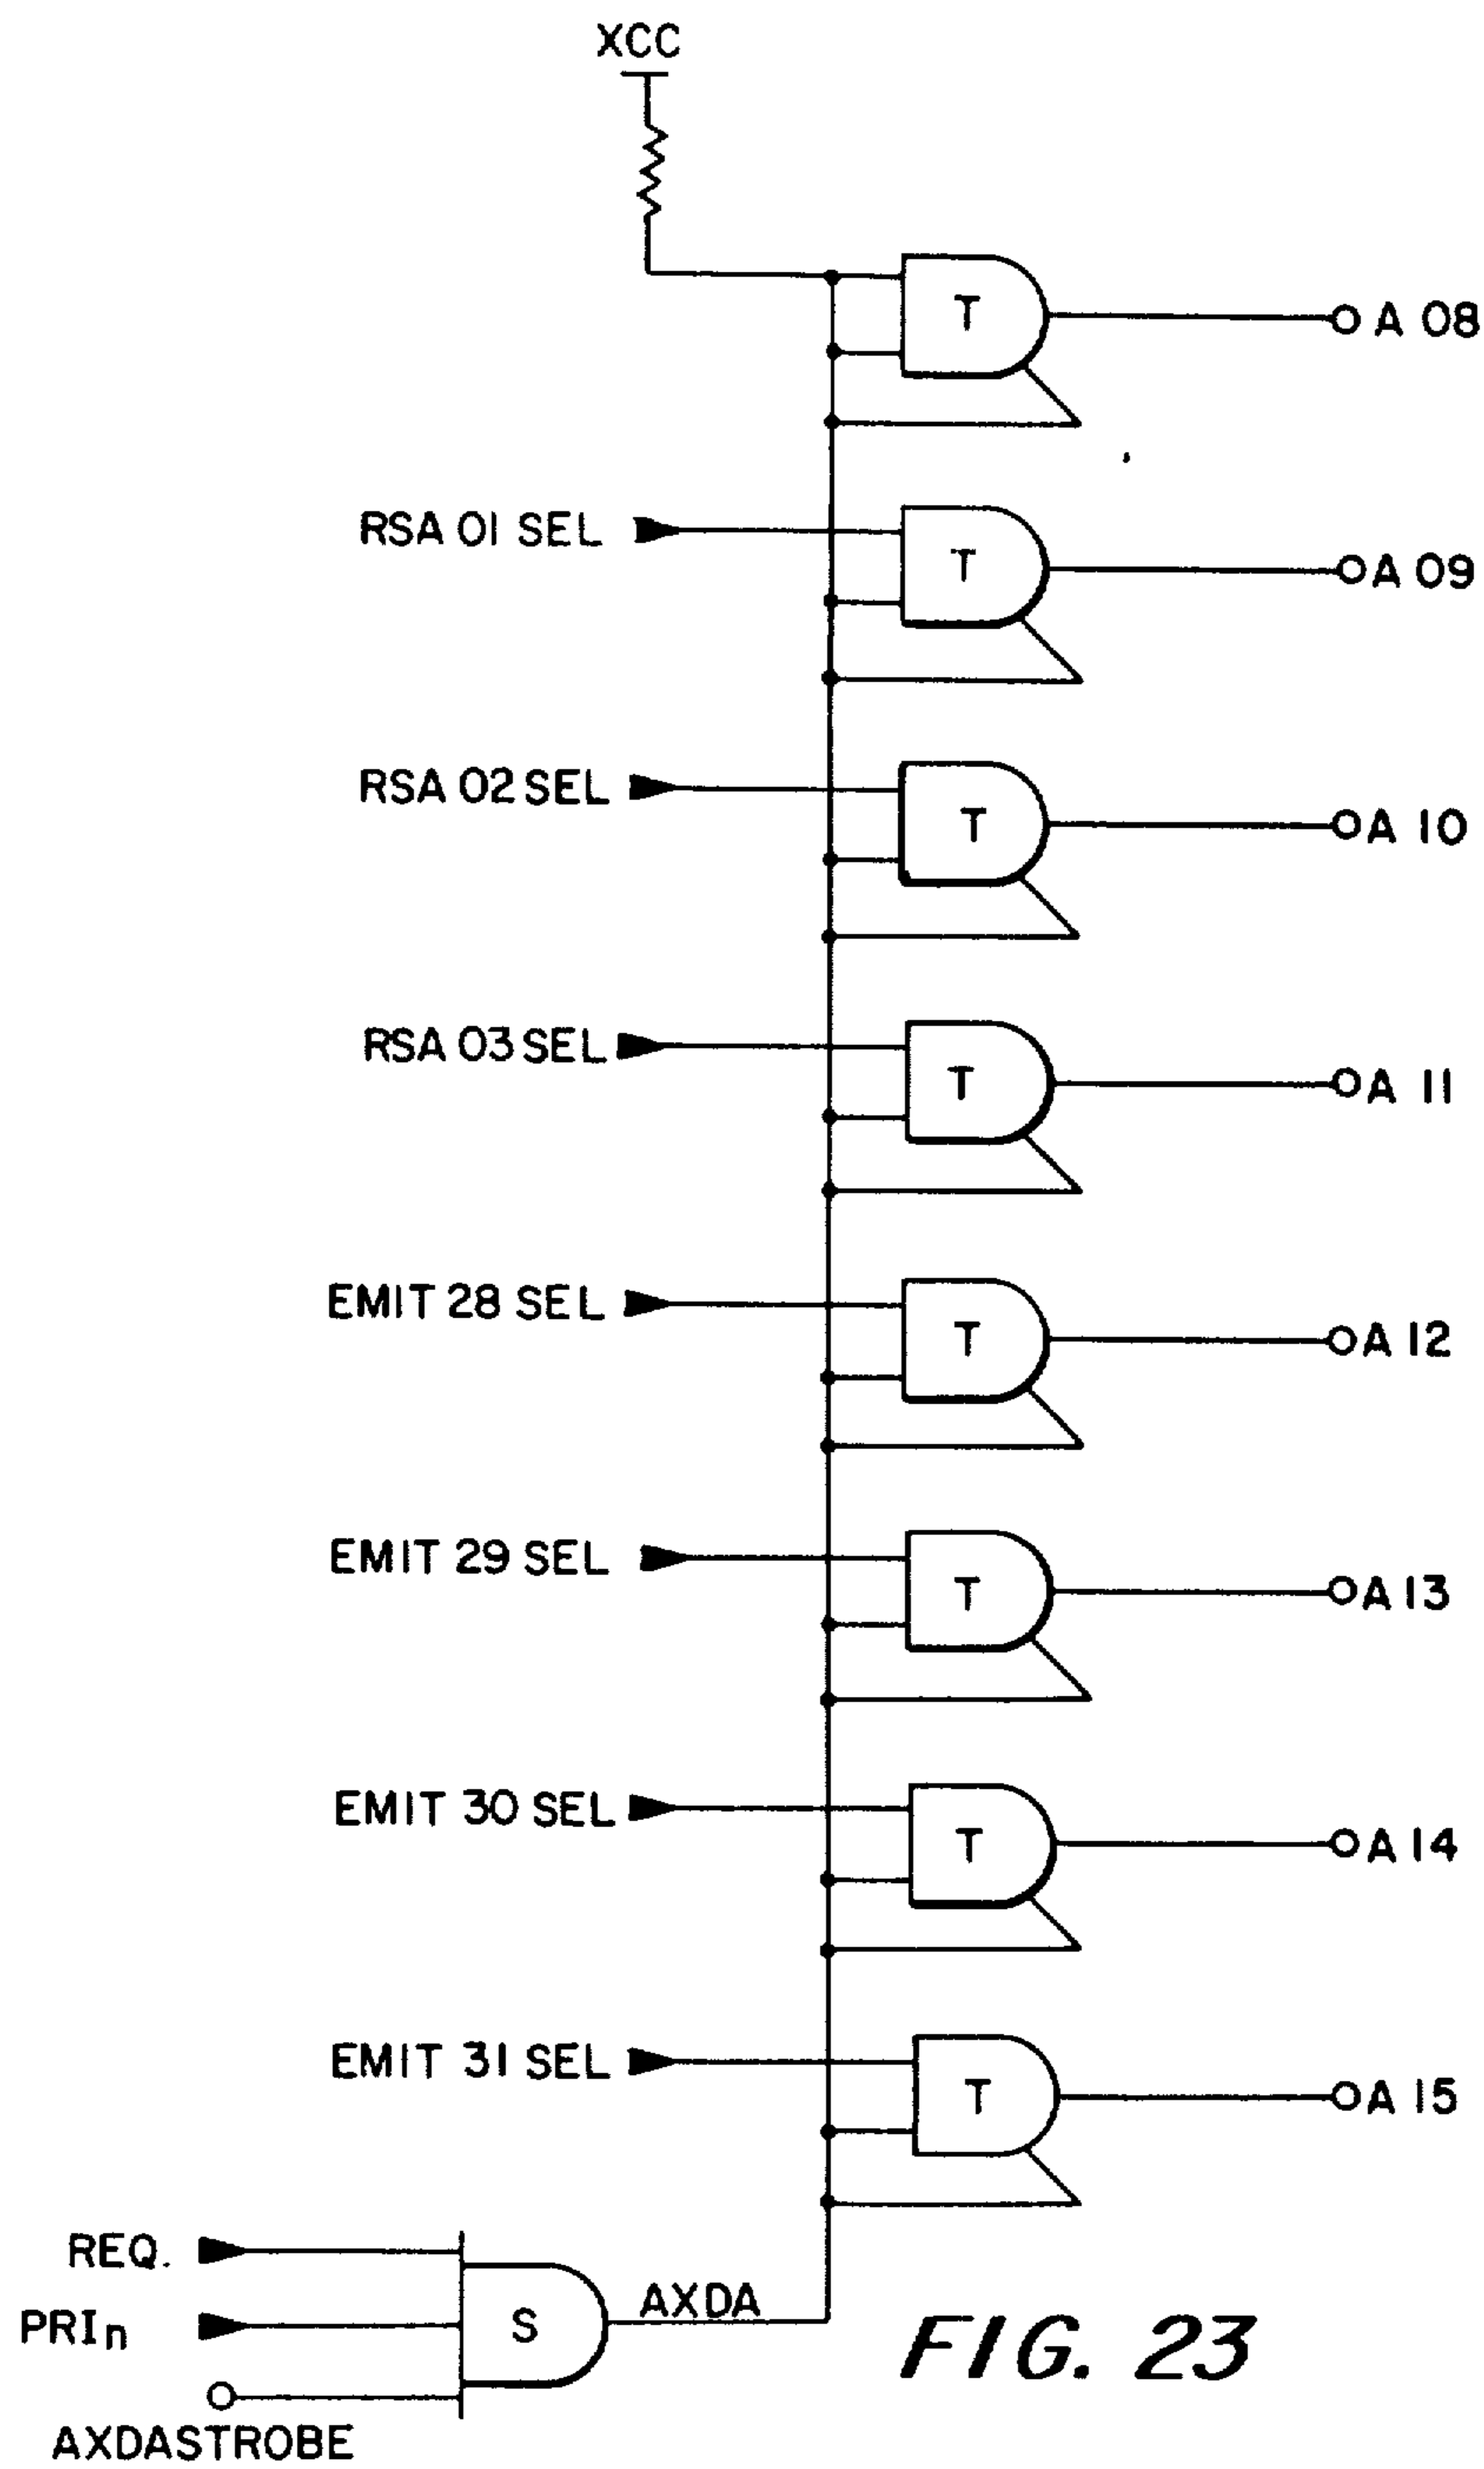 XCC
T
A 08
RSA 01 SEL
T
A 09
RSA 02 SEL
T
A 10
RSA 03 SEL
T
A 11
EMIT 28 SEL
T
A 12
EMIT 29 SEL
T
A 13
EMIT 30 SEL
T
A 14
EMIT 31 SEL
T
A 15
REQ.
PRIn
S
AXDA
AXDASTROBE
FIG. 23